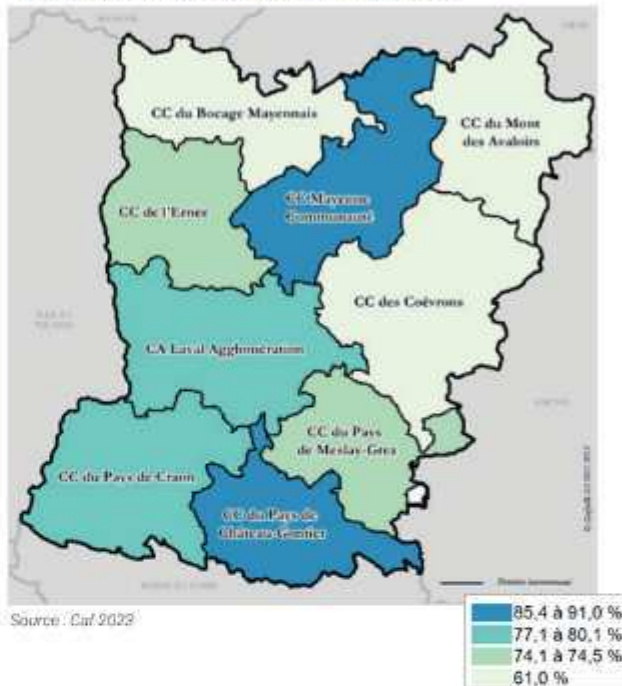 CC du Bocage Mayennais
CC du Mont
des Avaloirs
CC de l'Ernée
CC Mayenne
Communauté
CC des Coëvrons
CA Laval Agglomération
CC du Pays
de Meslay-Grez
CC du Pays de Craon
CC du Pays de
Château-Gontier
Source : Caf 2023
85,4 à 91,0 %
77,1 à 80,1 %
74,1 à 74,5 %
61,0 %